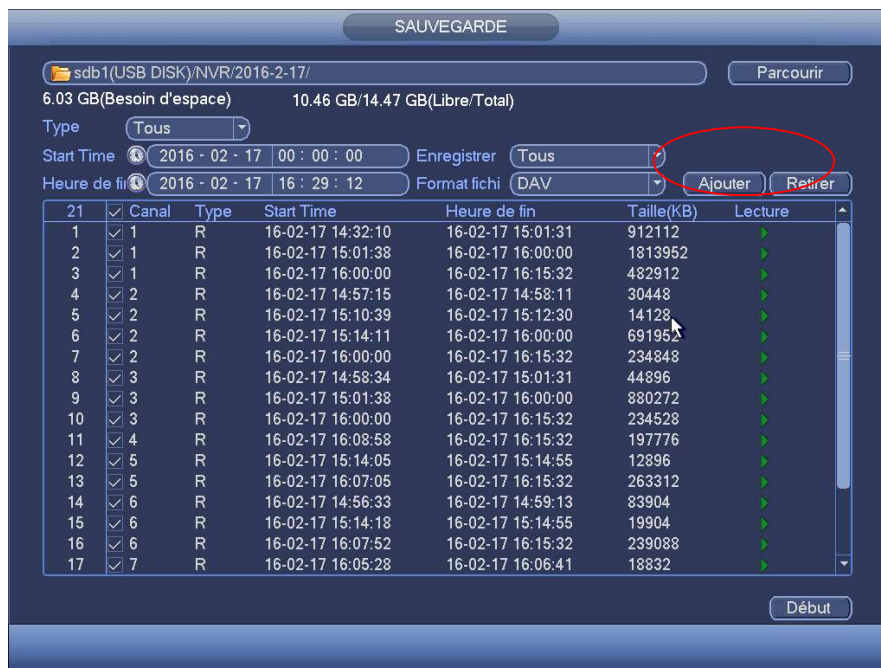 SAUVEGARDE
sdb1(USB DISK)/NVR/2016-2-17/ Parcourir
6.03 GB(Besoin d'espace) 10.46 GB/14.47 GB(Libre/Total)
Type Tous
Start Time 2016 - 02 - 17 00 : 00 : 00 Enregistrer Tous
Heure de fin 2016 - 02 - 17 16 : 29 : 12 Format fichi DAV Ajouter Retirer
21 Canal Type Start Time Heure de fin Taille(KB) Lecture
1 1 R 16-02-17 14:32:10 16-02-17 15:01:31 912112
2 1 R 16-02-17 15:01:38 16-02-17 16:00:00 1813952
3 1 R 16-02-17 16:00:00 16-02-17 16:15:32 482912
4 2 R 16-02-17 14:57:15 16-02-17 14:58:11 30448
5 2 R 16-02-17 15:10:39 16-02-17 15:12:30 14128
6 2 R 16-02-17 15:14:11 16-02-17 16:00:00 691952
7 2 R 16-02-17 16:00:00 16-02-17 16:15:32 234848
8 3 R 16-02-17 14:58:34 16-02-17 15:01:31 44896
9 3 R 16-02-17 15:01:38 16-02-17 16:00:00 880272
10 3 R 16-02-17 16:00:00 16-02-17 16:15:32 234528
11 4 R 16-02-17 16:08:58 16-02-17 16:15:32 197776
12 5 R 16-02-17 15:14:05 16-02-17 15:14:55 12896
13 5 R 16-02-17 16:07:05 16-02-17 16:15:32 263312
14 6 R 16-02-17 14:56:33 16-02-17 14:59:13 83904
15 6 R 16-02-17 15:14:18 16-02-17 15:14:55 19904
16 6 R 16-02-17 16:07:52 16-02-17 16:15:32 239088
17 7 R 16-02-17 16:05:28 16-02-17 16:06:41 18832
Début